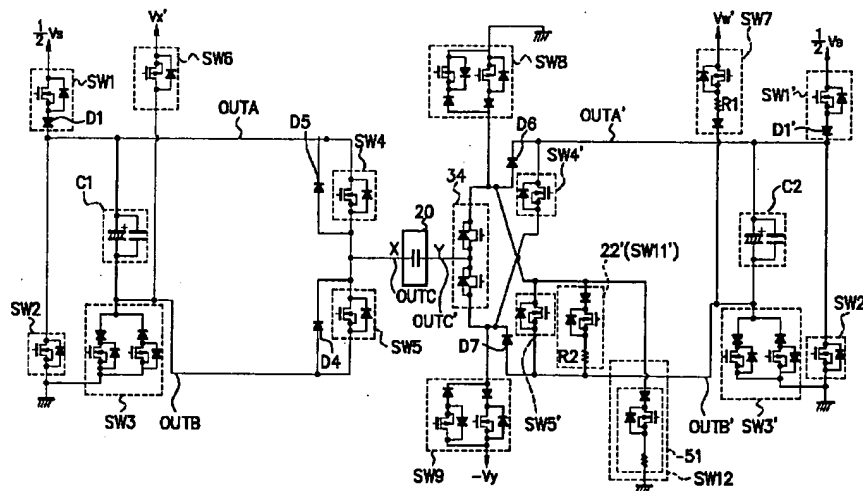 1/2 Vs
SW1
D1
Vx'
SW6
OUTA
D5
SW4
C1
20
X
Y
OUTC
OUTC'
34
SW2
SW3
OUTB
D4
SW5
SW8
D6
OUTA'
SW4'
Vw'
SW7
R1
1/2 Vs
SW1'
D1'
C2
22'(SW11')
D7
R2
SW5'
SW9
-Vy
OUTB'
51
SW12
SW3'
SW2